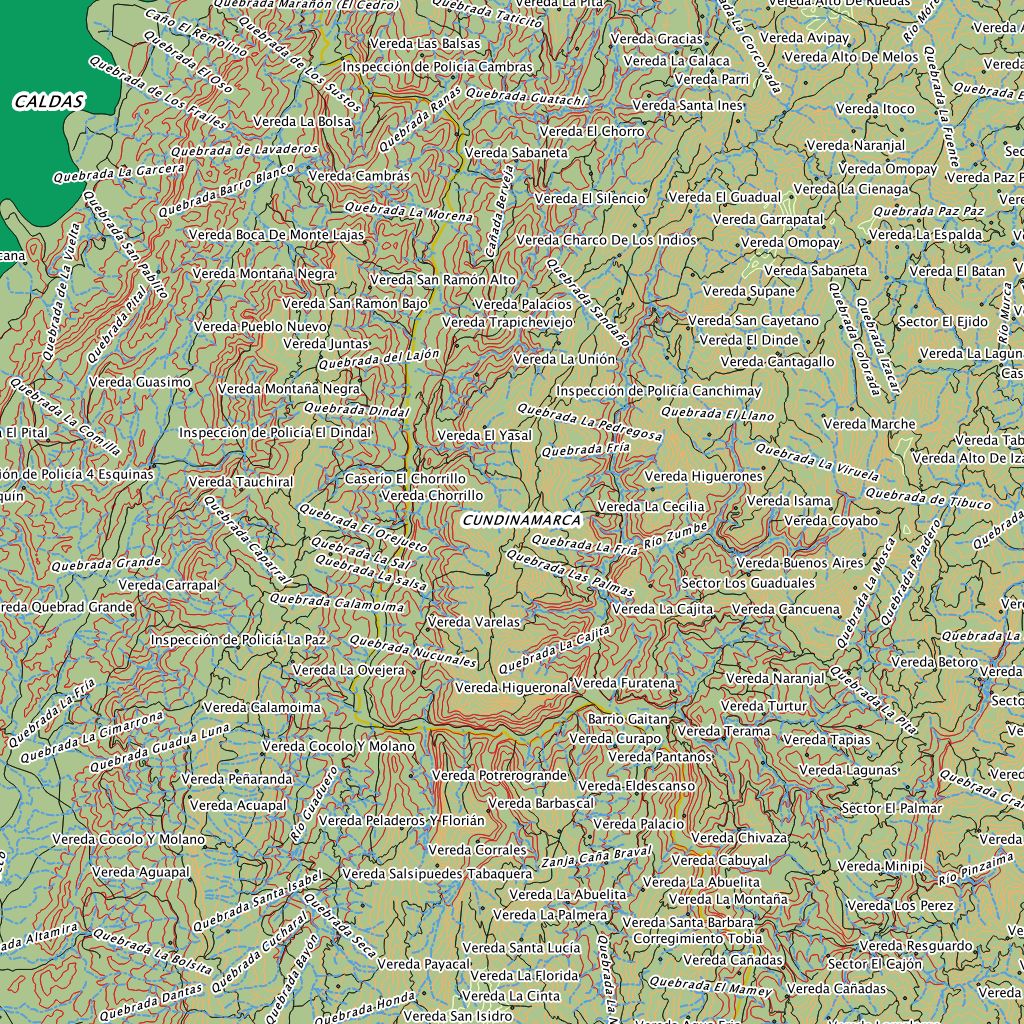 Quebrada Marañón (El Cedro)
Quebrada Taticito
Vereda La Pita
Vereda Alto De Ruedas
Caño El Remolino
Quebrada de Los Sustos
Vereda Las Balsas
Vereda Gracias
La Corcovada
Vereda Avipay
Quebrada El Oso
Inspección de Policía Cambras
Vereda La Calaca
Vereda Alto De Melos
Quebrada de Los Frailes
Vereda Parri
CALDAS
Quebrada Ranas
Quebrada Guatachí
Vereda Santa Ines
Vereda Itoco
Quebrada La Fuente
Vereda La Bolsa
Vereda El Chorro
Quebrada de Lavaderos
Vereda Sabaneta
Vereda Naranjal
Quebrada La Garcera
Quebrada Barro Blanco
Vereda Cambrás
Vereda Omopay
Vereda La Cienaga
Cañada Berveja
Vereda El Silencio
Vereda El Guadual
Quebrada La Morena
Vereda Garrapatal
Quebrada Paz Paz
Quebrada San Pablito
Quebrada de La Vuelta
Vereda Boca De Monte Lajas
Vereda Charco De Los Indios
Vereda Omopay
Vereda La Espalda
Vereda Montaña Negra
Vereda San Ramón Alto
Quebrada Sandaño
Vereda Sabaneta
Vereda El Batan
Quebrada Pital
Vereda San Ramón Bajo
Vereda Palacios
Vereda Supane
Río Murca
Vereda Pueblo Nuevo
Vereda Trapicheviejo
Vereda San Cayetano
Quebrada Colorada
Quebrada Izacar
Sector El Ejido
Vereda Juntas
Vereda El Dinde
Quebrada del Lajón
Vereda La Unión
Vereda Cantagallo
Vereda Guasimo
Vereda Montaña Negra
Inspección de Policía Canchimay
Quebrada La Comilla
Quebrada Dindal
Quebrada La Pedregosa
Quebrada El Llano
Vereda Marche
El Pital
Inspección de Policía El Dindal
Vereda El Yasal
Quebrada Fría
Quebrada La Viruela
Vereda Tauchiral
Caserío El Chorrillo
Vereda Higuerones
Vereda Chorrillo
Vereda Isama
Quebrada de Tibuco
Quebrada El Orejueto
Vereda La Cecilia
Vereda Coyabo
CUNDINAMARCA
Quebrada Caparral
Río Zumbe
Quebrada La Sal
Quebrada La Fría
Quebrada Grande
Quebrada La Salsa
Quebrada Las Palmas
Vereda Buenos Aires
Quebrada La Mosca
Quebrada Peladero
Vereda Carrapal
Sector Los Guaduales
Quebrada Calamoima
Vereda La Cajita
Vereda Cancuena
Vereda Varelas
Inspección de Policía La Paz
Quebrada Nucunales
Quebrada La Cajita
Vereda La Ovejera
Vereda Betoro
Vereda Higueronal
Vereda Furatena
Vereda Naranjal
Quebrada La Pita
Quebrada La Fría
Vereda Calamoima
Vereda Turtur
Quebrada La Cimarrona
Barrio Gaitan
Vereda Terama
Quebrada Guadua Luna
Vereda Cocolo Y Molano
Vereda Curapo
Vereda Tapias
Vereda Pantanos
Vereda Peñaranda
Vereda Potrerogrande
Vereda Lagunas
Río Guaduero
Vereda Eldescanso
Vereda Acuapal
Vereda Barbascal
Sector El Palmar
Vereda Peladeros Y Florián
Vereda Palacio
Vereda Cocolo Y Molano
Vereda Chivaza
Vereda Corrales
Zanja Caña Braval
Vereda Cabuyal
Vereda Aguapal
Vereda Salsipuedes Tabaquera
Vereda Minipi
Río Pinzaima
Quebrada Santa Isabel
Vereda La Abuelita
Vereda La Abuelita
Vereda La Montaña
Vereda Los Perez
Vereda La Palmera
Quebrada Seca
Vereda Santa Barbara
Corregimiento Tobia
Quebrada La Bolsita
Quebrada Cucharal
Vereda Santa Lucía
Vereda Resguardo
Quebrada Bayón
Vereda Payacal
Vereda Cañadas
Sector El Cajón
Vereda La Florida
Quebrada Dantas
Vereda La Cinta
Quebrada El Mamey
Vereda Cañadas
Quebrada Honda
Vereda San Isidro